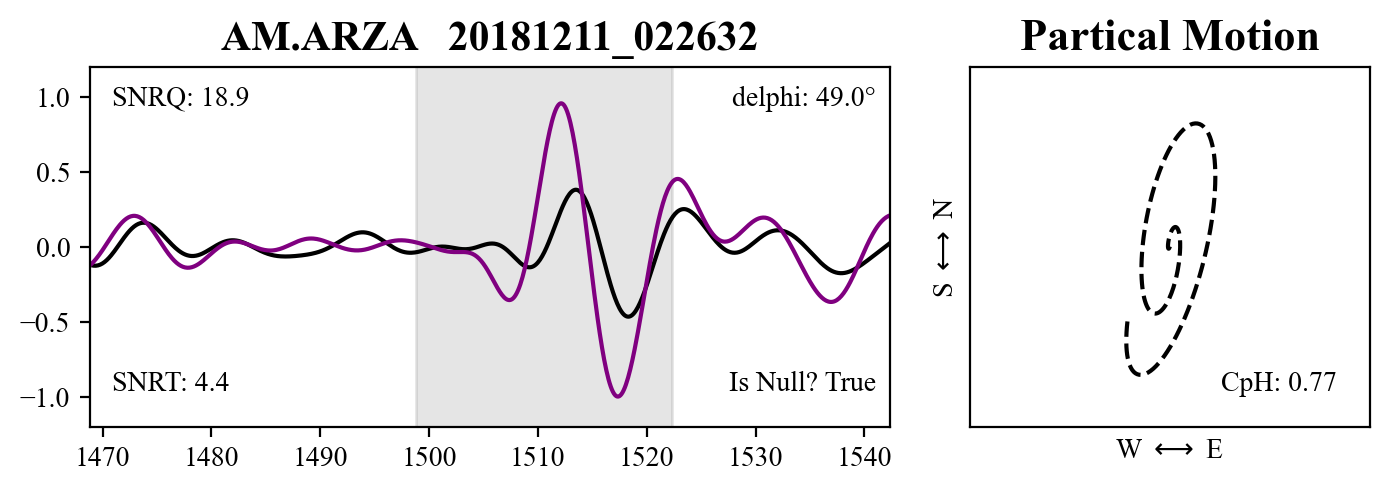 AM.ARZA 20181211_022632
Partical Motion
SNRQ: 18.9
delphi: 49.0°
SNRT: 4.4
Is Null? True
1.0
0.5
0.0
−0.5
−1.0
1470 1480 1490 1500 1510 1520 1530 1540
S ⟷ N
CpH: 0.77
W ⟷ E